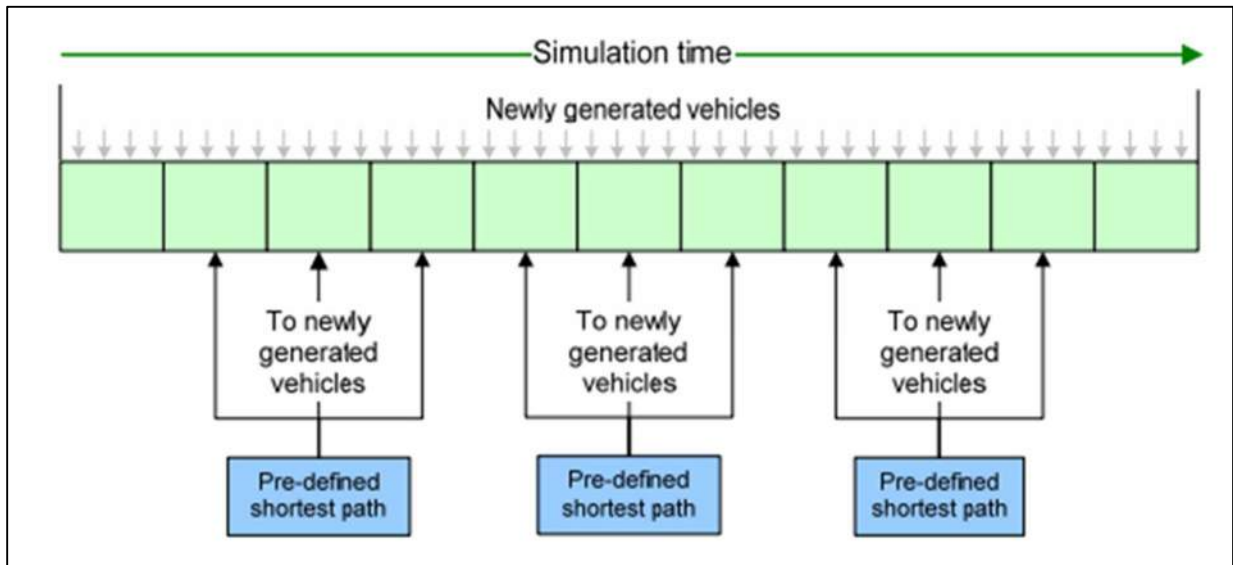 Simulation time
Newly generated vehicles
To newly
generated
vehicles
To newly
generated
vehicles
To newly
generated
vehicles
Pre-defined
shortest path
Pre-defined
shortest path
Pre-defined
shortest path